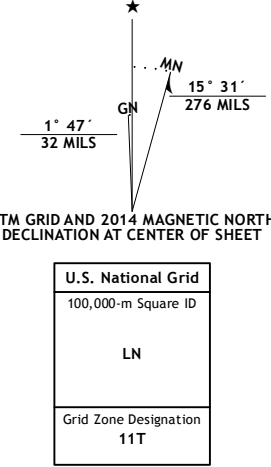 ★
MN
15° 31´
276 MILS
GN
1° 47´
32 MILS
TM GRID AND 2014 MAGNETIC NORTH
DECLINATION AT CENTER OF SHEET
U.S. National Grid
100,000-m Square ID
LN
Grid Zone Designation
11T